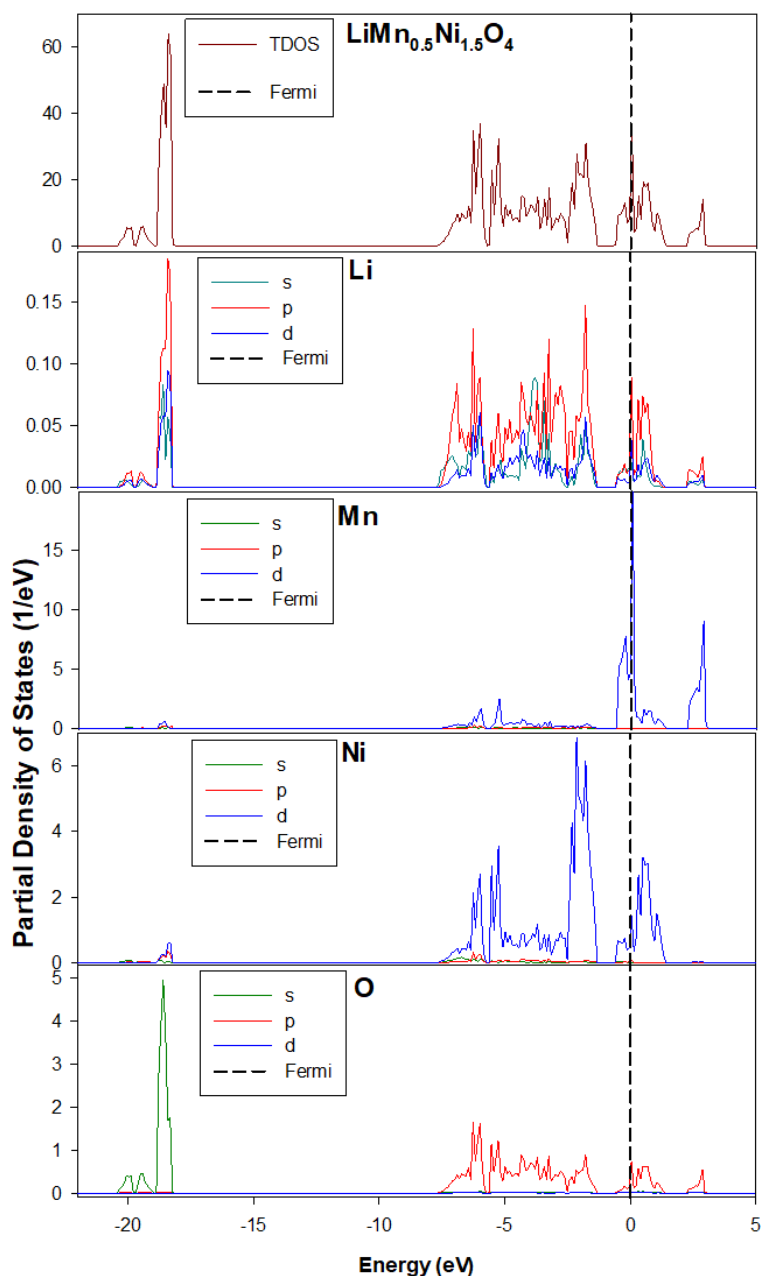 LiMn0.5Ni1.5O4
TDOS
Fermi
60
40
20
0
Li
s
p
d
Fermi
0.15
0.10
0.05
0.00
Mn
s
p
d
Fermi
15
10
5
0
Ni
s
p
d
Fermi
6
4
2
0
O
s
p
d
Fermi
5
4
3
2
1
0
Partial Density of States (1/eV)
-20 -15 -10 -5 0 5
Energy (eV)